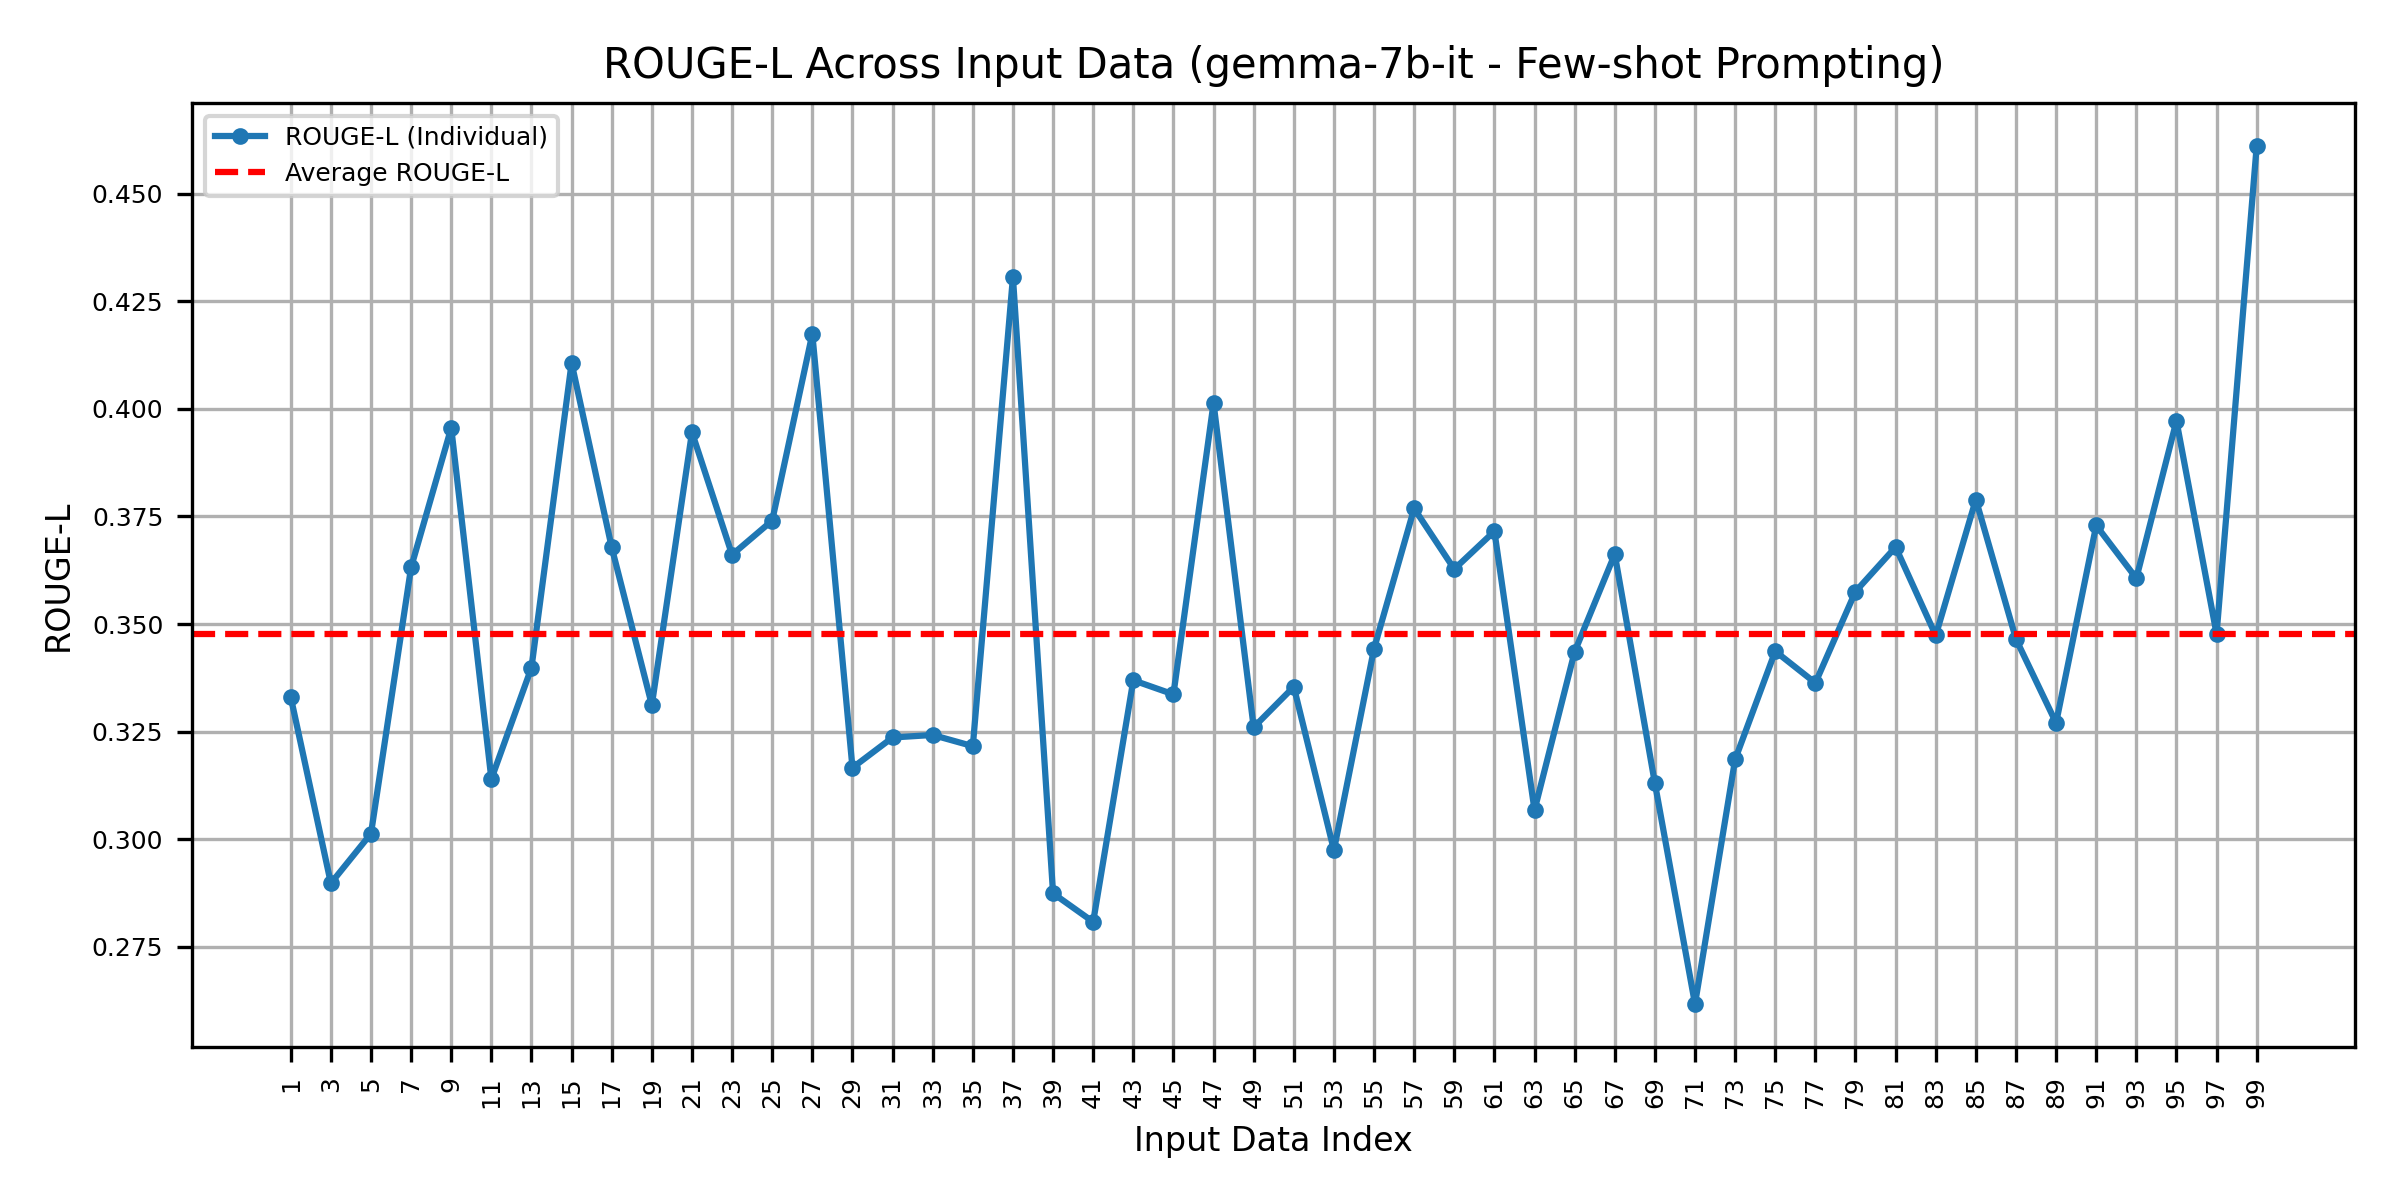 ROUGE-L Across Input Data (gemma-7b-it - Few-shot Prompting)
ROUGE-L (Individual)
Average ROUGE-L
ROUGE-L
0.450
0.425
0.400
0.375
0.350
0.325
0.300
0.275
1 3 5 7 9 11 13 15 17 19 21 23 25 27 29 31 33 35 37 39 41 43 45 47 49 51 53 55 57 59 61 63 65 67 69 71 73 75 77 79 81 83 85 87 89 91 93 95 97 99
Input Data Index